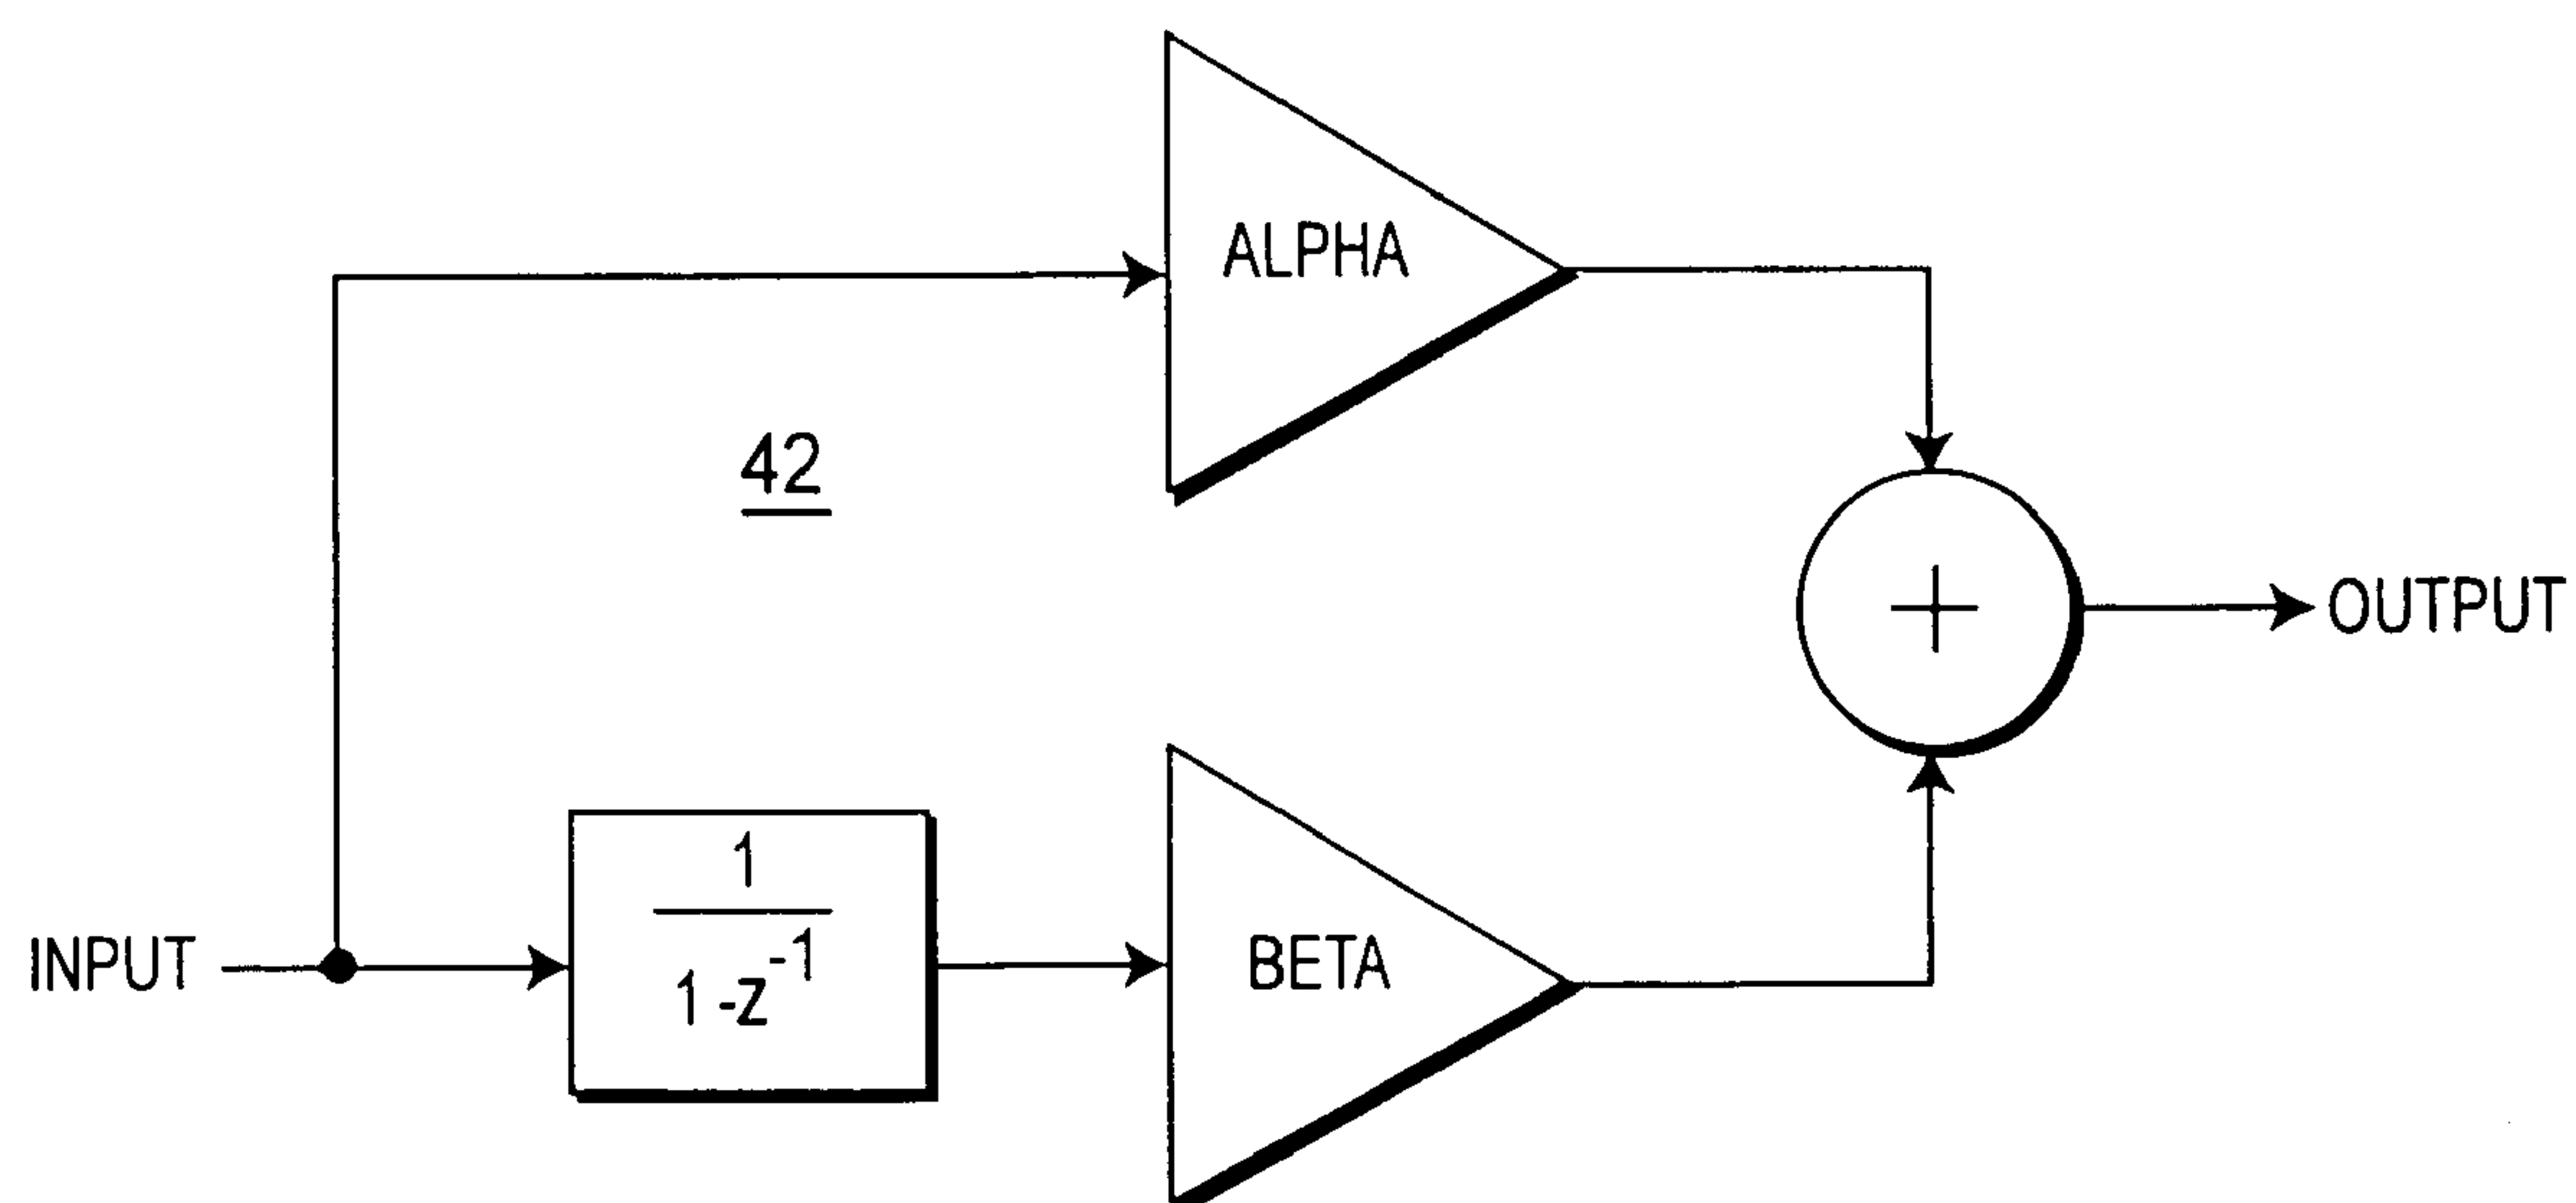 ALPHA
42
+
OUTPUT
1
1-z^-1
INPUT
BETA